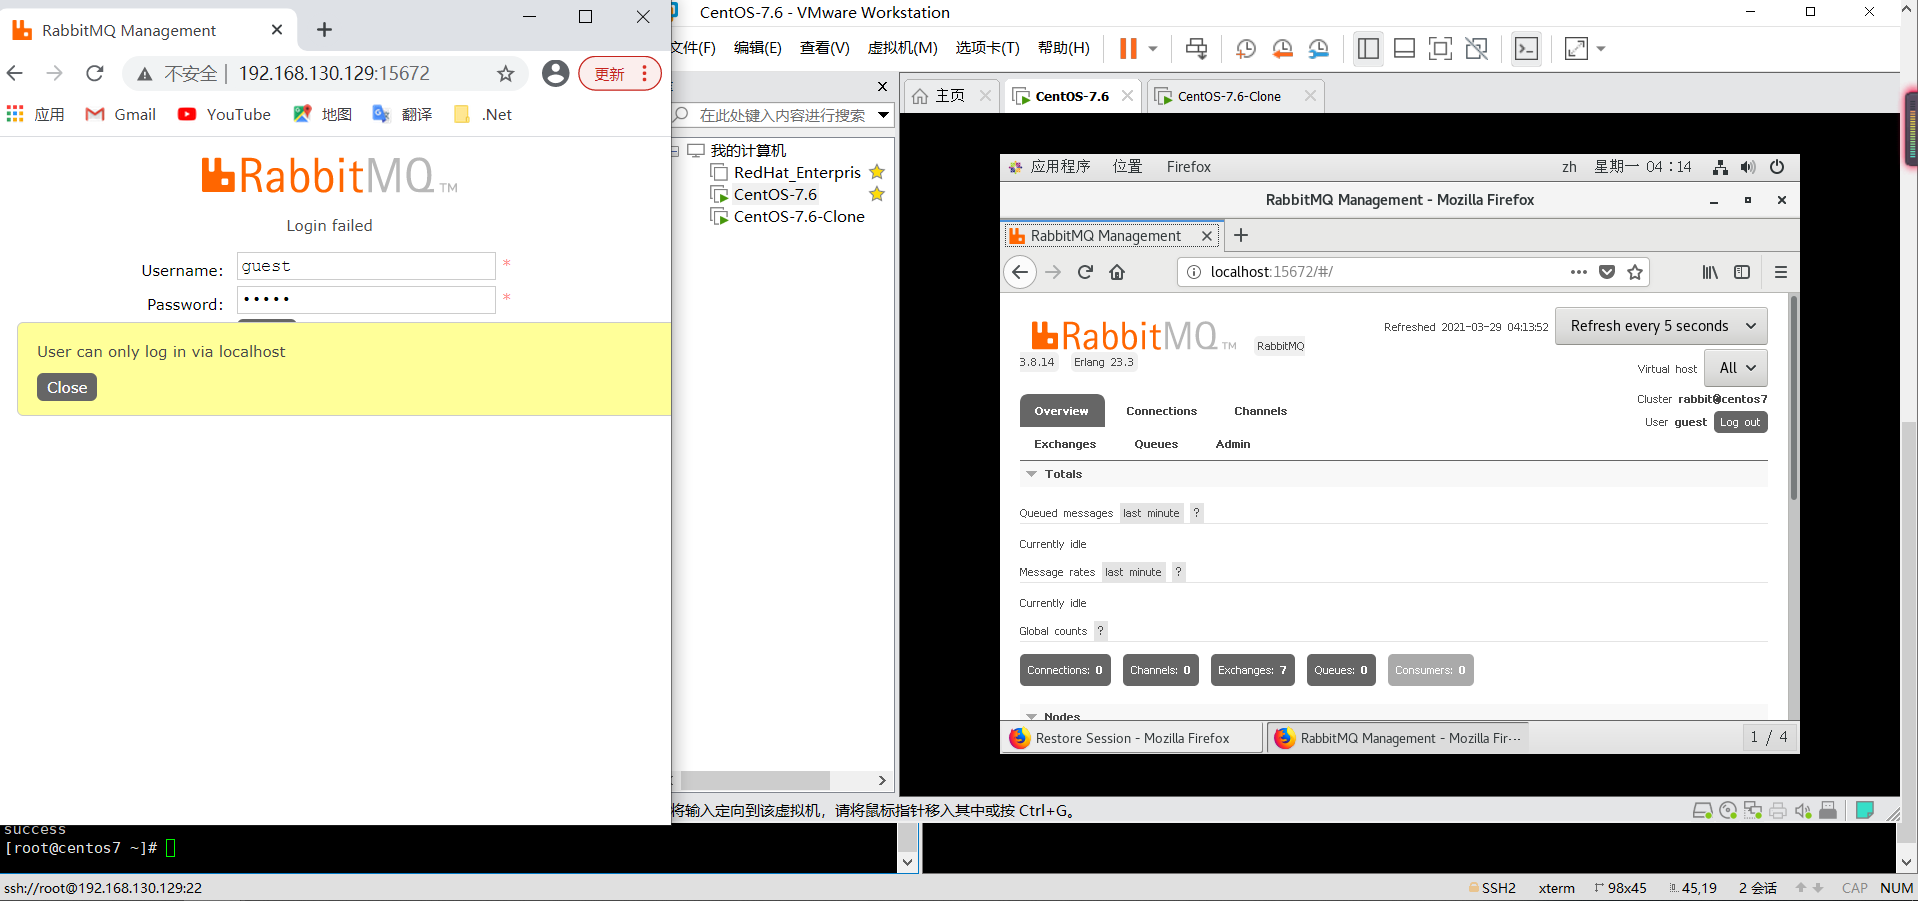 RabbitMQ Management
不安全 | 192.168.130.129:15672
更新
应用 Gmail YouTube 地图 翻译 .Net
RabbitMQ TM
Login failed
Username: guest *
Password: ••••• *
User can only log in via localhost
Close
CentOS-7.6 - VMware Workstation
文件(F) 编辑(E) 查看(V) 虚拟机(M) 选项卡(T) 帮助(H)
在此处键入内容进行搜索
我的计算机
RedHat_Enterpris
CentOS-7.6
CentOS-7.6-Clone
主页 CentOS-7.6 CentOS-7.6-Clone
应用程序 位置 Firefox zh 星期一 04:14
RabbitMQ Management - Mozilla Firefox
RabbitMQ Management
localhost:15672/#/
RabbitMQ TM RabbitMQ
3.8.14 Erlang 23.3
Refreshed 2021-03-29 04:13:52 Refresh every 5 seconds
Virtual host All
Cluster rabbit@centos7
User guest Log out
Overview Connections Channels
Exchanges Queues Admin
Totals
Queued messages last minute ?
Currently idle
Message rates last minute ?
Currently idle
Global counts ?
Connections: 0 Channels: 0 Exchanges: 7 Queues: 0 Consumers: 0
Nodes
Restore Session - Mozilla Firefox RabbitMQ Management - Mozilla Fir··· 1 / 4
将输入定向到该虚拟机，请将鼠标指针移入其中或按 Ctrl+G。
success
[root@centos7 ~]#
ssh://root@192.168.130.129:22 SSH2 xterm 98x45 45,19 2 会话 CAP NUM